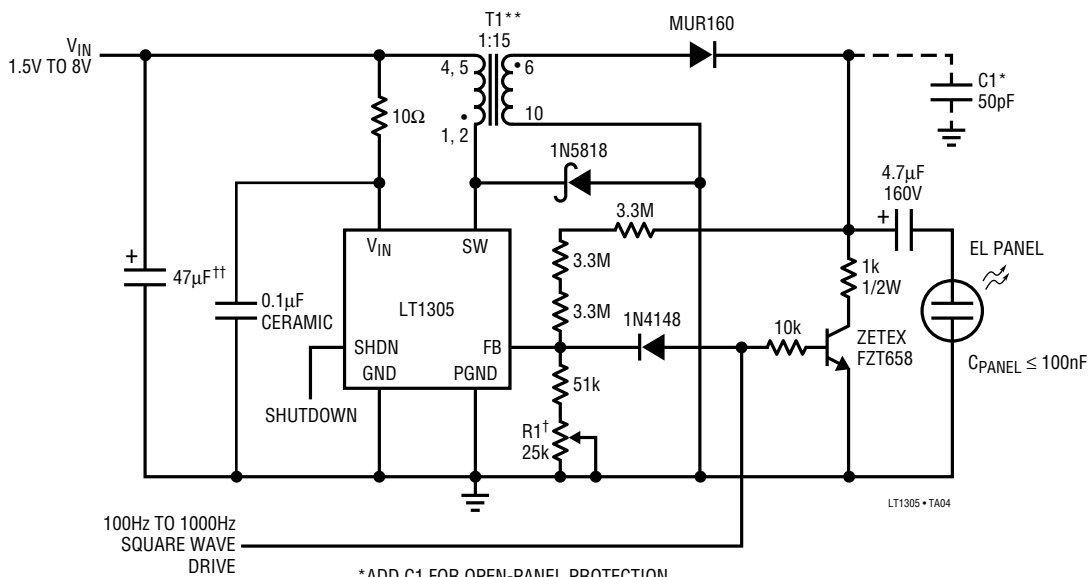 T1**
1:15
MUR160
VIN
1.5V TO 8V
4, 5
6
C1*
50pF
10Ω
10
1, 2
1N5818
4.7µF
160V
+
3.3M
VIN
SW
EL PANEL
3.3M
1k
1/2W
+
47µF††
0.1µF
CERAMIC
LT1305
3.3M
1N4148
10k
ZETEX
FZT658
SHDN
FB
GND
PGND
CPANEL ≤ 100nF
51k
SHUTDOWN
R1†
25k
LT1305 • TA04
100Hz TO 1000Hz
SQUARE WAVE
DRIVE
*ADD C1 FOR OPEN-PANEL PROTECTION